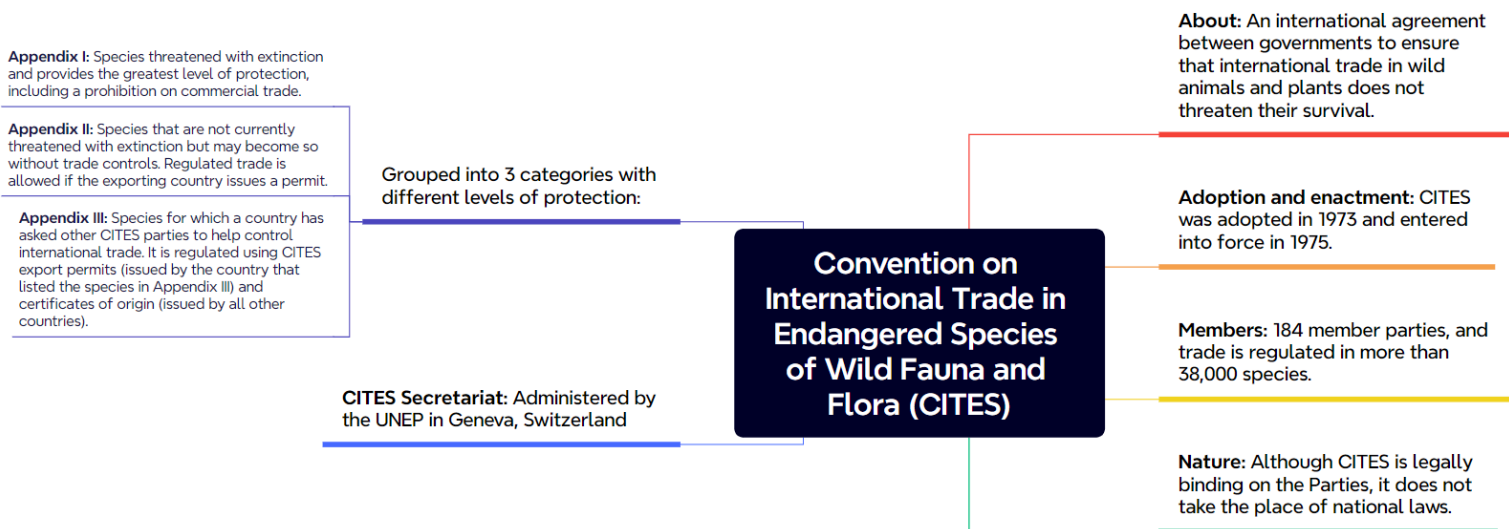 About: An international agreement
between governments to ensure
that international trade in wild
animals and plants does not
threaten their survival.
Adoption and enactment: CITES
was adopted in 1973 and entered
into force in 1975.
Members: 184 member parties, and
trade is regulated in more than
38,000 species.
Nature: Although CITES is legally
binding on the Parties, it does not
take the place of national laws.
Convention on
International Trade in
Endangered Species
of Wild Fauna and
Flora (CITES)
Grouped into 3 categories with
different levels of protection:
Appendix I: Species threatened with extinction
and provides the greatest level of protection,
including a prohibition on commercial trade.
Appendix II: Species that are not currently
threatened with extinction but may become so
without trade controls. Regulated trade is
allowed if the exporting country issues a permit.
Appendix III: Species for which a country has
asked other CITES parties to help control
international trade. It is regulated using CITES
export permits (issued by the country that
listed the species in Appendix III) and
certificates of origin (issued by all other
countries).
CITES Secretariat: Administered by
the UNEP in Geneva, Switzerland